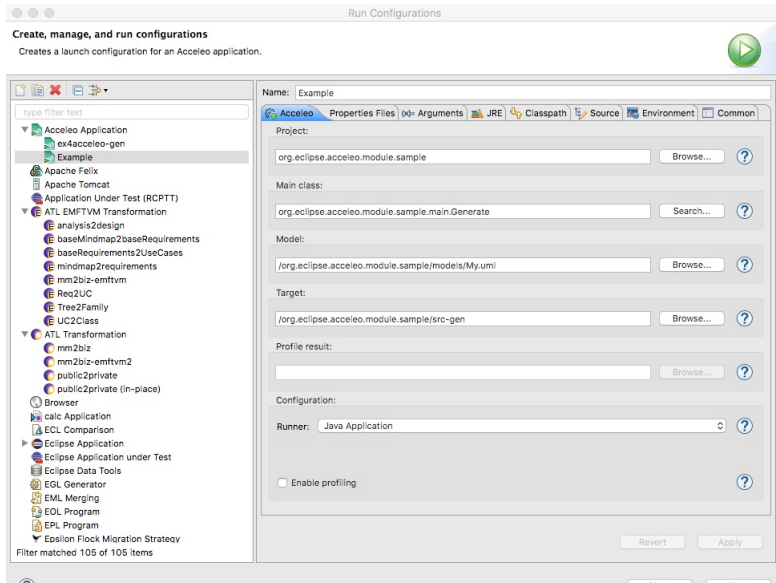 Run Configurations
Create, manage, and run configurations
Creates a launch configuration for an Acceleo application.
type filter text
Acceleo Application
ex4acceleo-gen
Example
Apache Felix
Apache Tomcat
Application Under Test (RCPTT)
ATL EMFTVM Transformation
analysis2design
baseMindmap2baseRequirements
baseRequirements2UseCases
mindmap2requirements
mm2biz-emftvm
Req2UC
Tree2Family
UC2Class
ATL Transformation
mm2biz
mm2biz-emftvm2
public2private
public2private (in-place)
Browser
calc Application
ECL Comparison
Eclipse Application
Eclipse Application under Test
Eclipse Data Tools
EGL Generator
EML Merging
EOL Program
EPL Program
Epsilon Flock Migration Strategy
Filter matched 105 of 105 items
Name: Example
Acceleo Properties Files (x)= Arguments JRE Classpath Source Environment Common
Project:
org.eclipse.acceleo.module.sample Browse... ?
Main class:
org.eclipse.acceleo.module.sample.main.Generate Search... ?
Model:
/org.eclipse.acceleo.module.sample/models/My.uml Browse... ?
Target:
/org.eclipse.acceleo.module.sample/src-gen Browse... ?
Profile result:
Browse... ?
Configuration:
Runner: Java Application ?
Enable profiling ?
Revert Apply